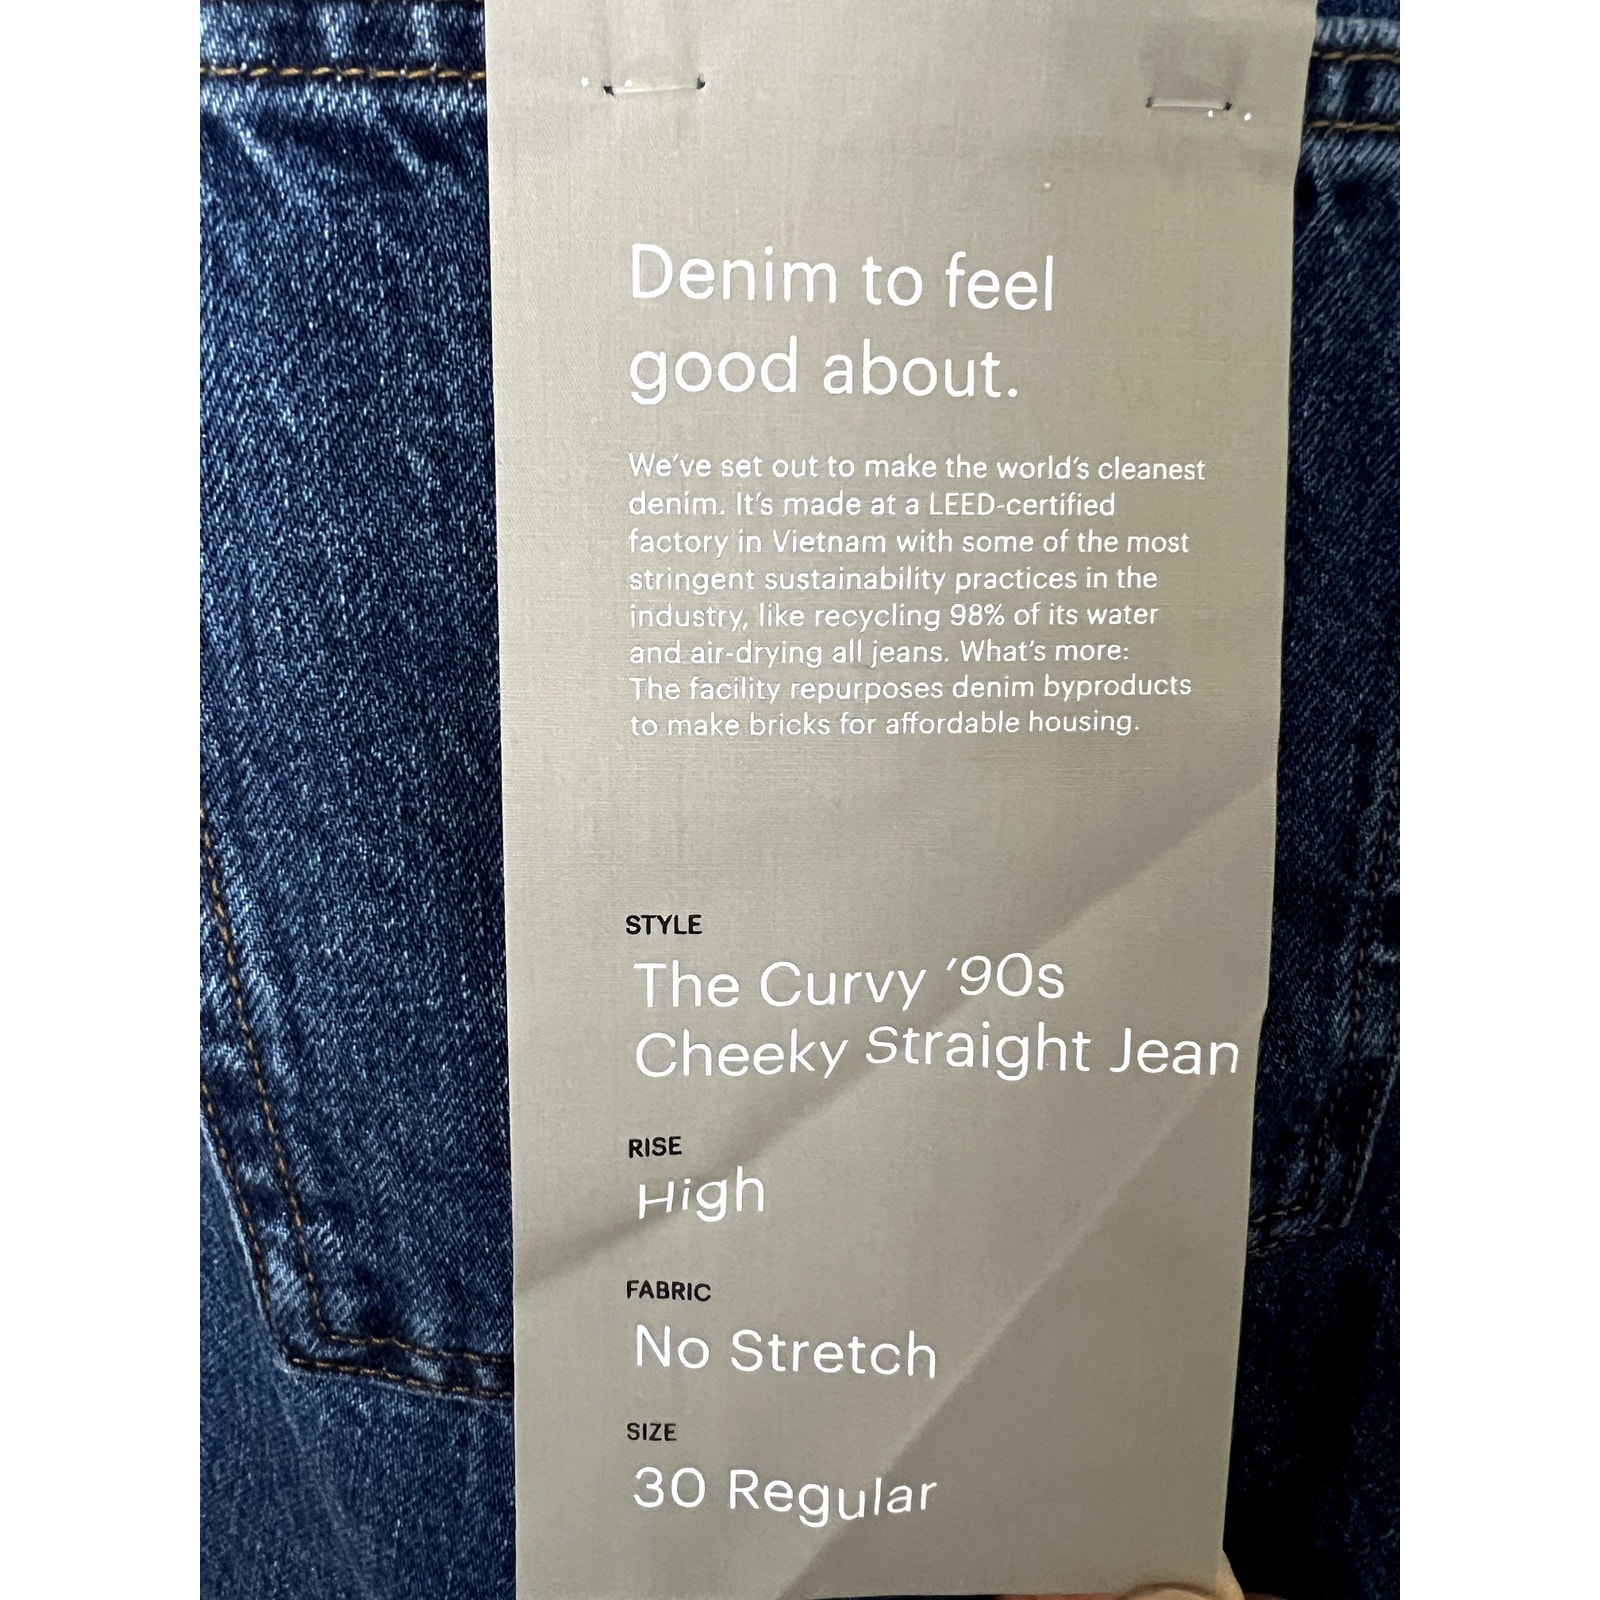 Denim to feel
good about.
We've set out to make the world's cleanest
denim. It's made at a LEED-certified
factory in Vietnam with some of the most
stringent sustainability practices in the
industry, like recycling 98% of its water
and air-drying all jeans. What's more:
The facility repurposes denim byproducts
to make bricks for affordable housing.
STYLE
The Curvy '90s
Cheeky Straight Jean
RISE
High
FABRIC
No Stretch
SIZE
30 Regular